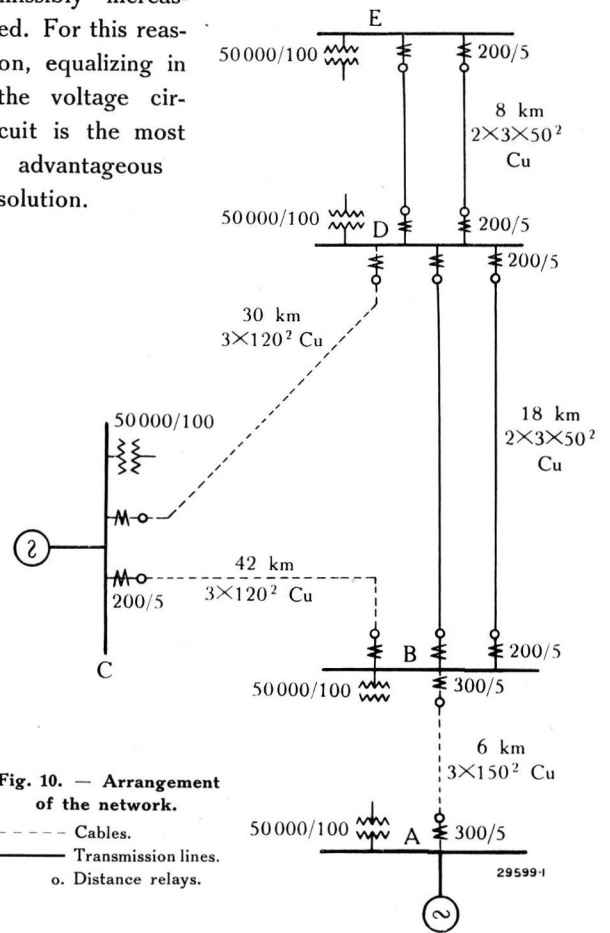 missibly increas-
ed. For this reas-
on, equalizing in
the voltage cir-
cuit is the most
advantageous
solution.
E
50000/100
200/5
8 km
2×3×50² Cu
50000/100
D
200/5
200/5
30 km
3×120² Cu
50000/100
18 km
2×3×50² Cu
42 km
3×120² Cu
200/5
C
B
200/5
50000/100
300/5
6 km
3×150² Cu
50000/100
A
300/5
29599·I
Fig. 10. — Arrangement
of the network.
- - - - - Cables.
——— Transmission lines.
o. Distance relays.